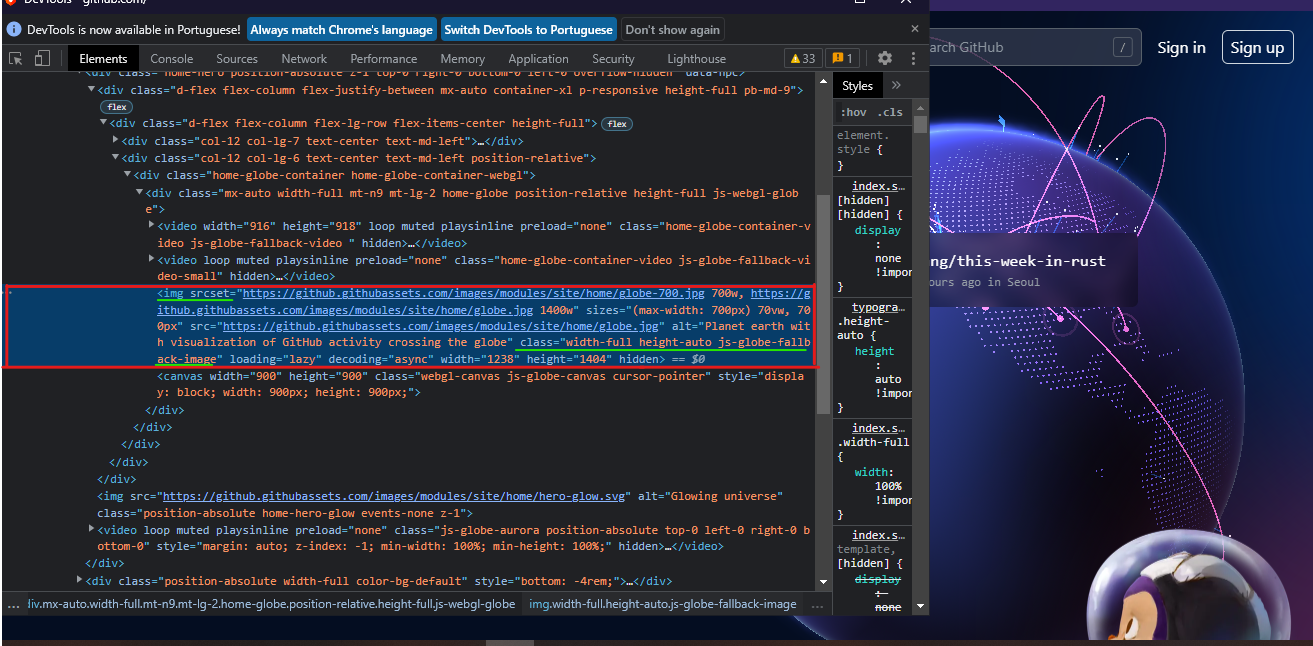 DevTools - github.com/
DevTools is now available in Portuguese! Always match Chrome's language Switch DevTools to Portuguese Don't show again
Elements Console Sources Network Performance Memory Application Security Lighthouse 33 1
<div class="home-hero position-absolute z-1 top-0 right-0 bottom-0 left-0 overflow-hidden" data-hpc>
<div class="d-flex flex-column flex-justify-between mx-auto container-xl p-responsive height-full pb-md-9">
flex
<div class="d-flex flex-column flex-lg-row flex-items-center height-full"> flex
<div class="col-12 col-lg-7 text-center text-md-left">…</div>
<div class="col-12 col-lg-6 text-center text-md-left position-relative">
<div class="home-globe-container home-globe-container-webgl">
<div class="mx-auto width-full mt-n9 mt-lg-2 home-globe position-relative height-full js-webgl-glob
e">
<video width="916" height="918" loop muted playsinline preload="none" class="home-globe-container-v
ideo js-globe-fallback-video " hidden>…</video>
<video loop muted playsinline preload="none" class="home-globe-container-video js-globe-fallback-vi
deo-small" hidden>…</video>
<img srcset="https://github.githubassets.com/images/modules/site/home/globe-700.jpg 700w, https://g
ithub.githubassets.com/images/modules/site/home/globe.jpg 1400w" sizes="(max-width: 700px) 70vw, 70
0px" src="https://github.githubassets.com/images/modules/site/home/globe.jpg" alt="Planet earth wit
h visualization of GitHub activity crossing the globe" class="width-full height-auto js-globe-fallb
ack-image" loading="lazy" decoding="async" width="1238" height="1404" hidden> == $0
<canvas width="900" height="900" class="webgl-canvas js-globe-canvas cursor-pointer" style="displa
y: block; width: 900px; height: 900px;">
</div>
</div>
</div>
</div>
</div>
<img src="https://github.githubassets.com/images/modules/site/home/hero-glow.svg" alt="Glowing universe"
class="position-absolute home-hero-glow events-none z-1">
<video loop muted playsinline preload="none" class="js-globe-aurora position-absolute top-0 left-0 right-0 b
ottom-0" style="margin: auto; z-index: -1; min-width: 100%; min-height: 100%;" hidden>…</video>
</div>
<div class="position-absolute width-full color-bg-default" style="bottom: -4rem;">…</div>
… liv.mx-auto.width-full.mt-n9.mt-lg-2.home-globe.position-relative.height-full.js-webgl-globe img.width-full.height-auto.js-globe-fallback-image …
Styles »
:hov .cls
element.
style {
}
index.s…
[hidden]
[hidden] {
display
:
none
!impor
}
typogra…
.height-
auto {
height
:
auto
!impor
}
index.s…
.width-full
{
width:
100%
!impor
}
index.s…
template,
[hidden] {
display
:
none
arch GitHub / Sign in Sign up
ng/this-week-in-rust
ours ago in Seoul